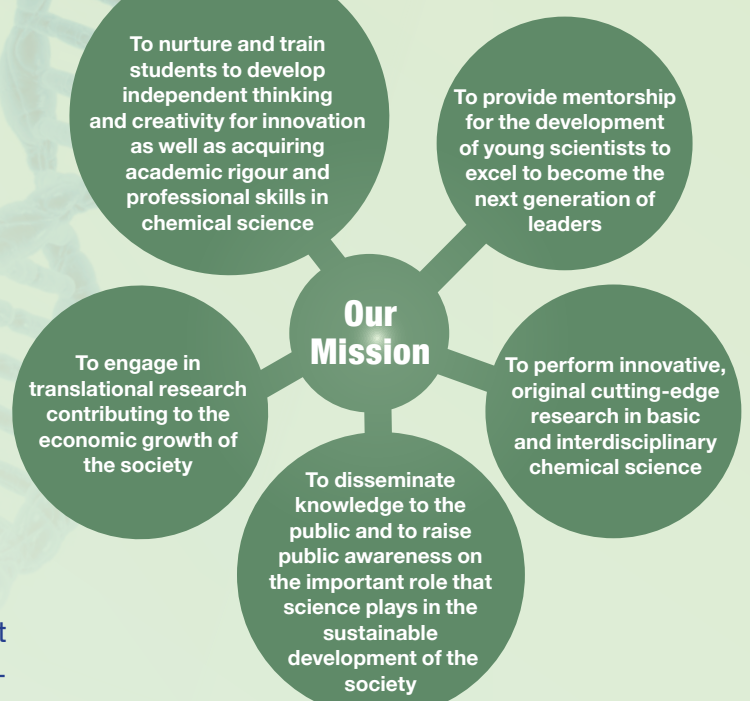 To nurture and train
students to develop
independent thinking
and creativity for innovation
as well as acquiring
academic rigour and
professional skills in
chemical science
To provide mentorship
for the development
of young scientists to
excel to become the
next generation of
leaders
Our
Mission
To engage in
translational research
contributing to the
economic growth of
the society
To perform innovative,
original cutting-edge
research in basic
and interdisciplinary
chemical science
To disseminate
knowledge to the
public and to raise
public awareness on
the important role that
science plays in the
sustainable
development of the
society